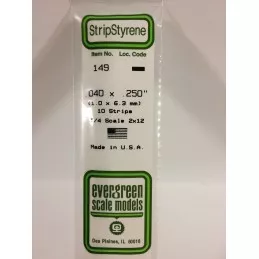 StripStyrene
Item No. Loc. Code
149
.040 x .250"
(1.0 x 6.3 mm)
10 Strips
1/4 Scale 2x12
Made in U.S.A.
evergreen
scale models
Des Plaines, IL 60018